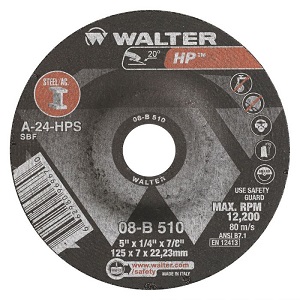 WALTER
20°
HP™
STEEL/AC.
08-B 510
A-24-HPS
SBF
WALTER
08-B 510
5" x 1/4" x 7/8"
125 x 7 x 22,23mm
USE SAFETY
GUARD
MAX. RPM
12,200
80 m/s
ANSI B7.1
EN 12413
www.walter.com
/safety
MADE IN ITALY